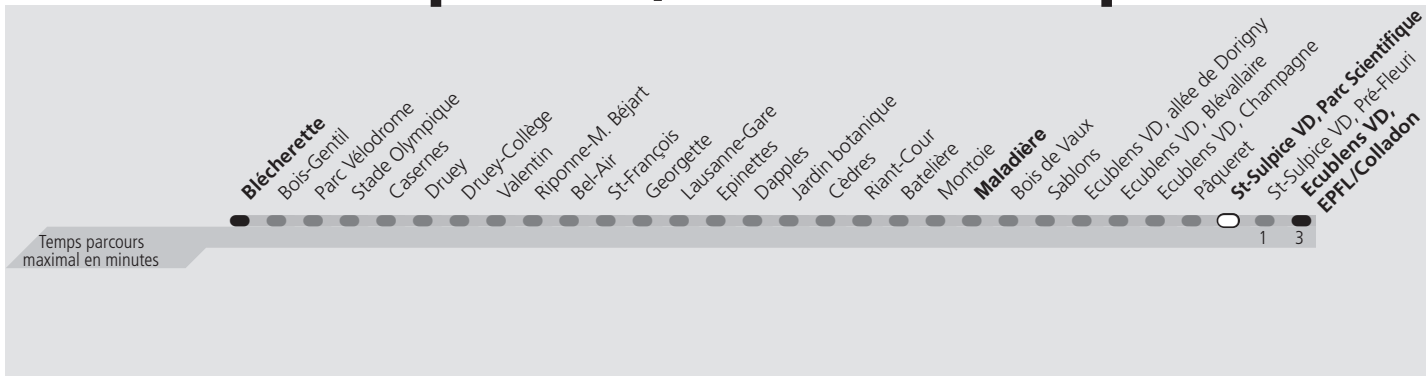 Blécherette
Bois-Gentil
Parc Vélodrome
Stade Olympique
Casernes
Druey
Druey-Collège
Valentin
Riponne-M. Béjart
Bel-Air
St-François
Georgette
Lausanne-Gare
Epinettes
Dapples
Jardin botanique
Cèdres
Riant-Cour
Batelière
Montoie
Maladière
Bois de Vaux
Sablons
Ecublens VD, allée de Dorigny
Ecublens VD, Blévallaire
Ecublens VD, Champagne
Pâqueret
St-Sulpice VD, Parc Scientifique
St-Sulpice VD, Pré-Fleuri
Ecublens VD,
EPFL/Colladon
Temps parcours
maximal en minutes
1 3